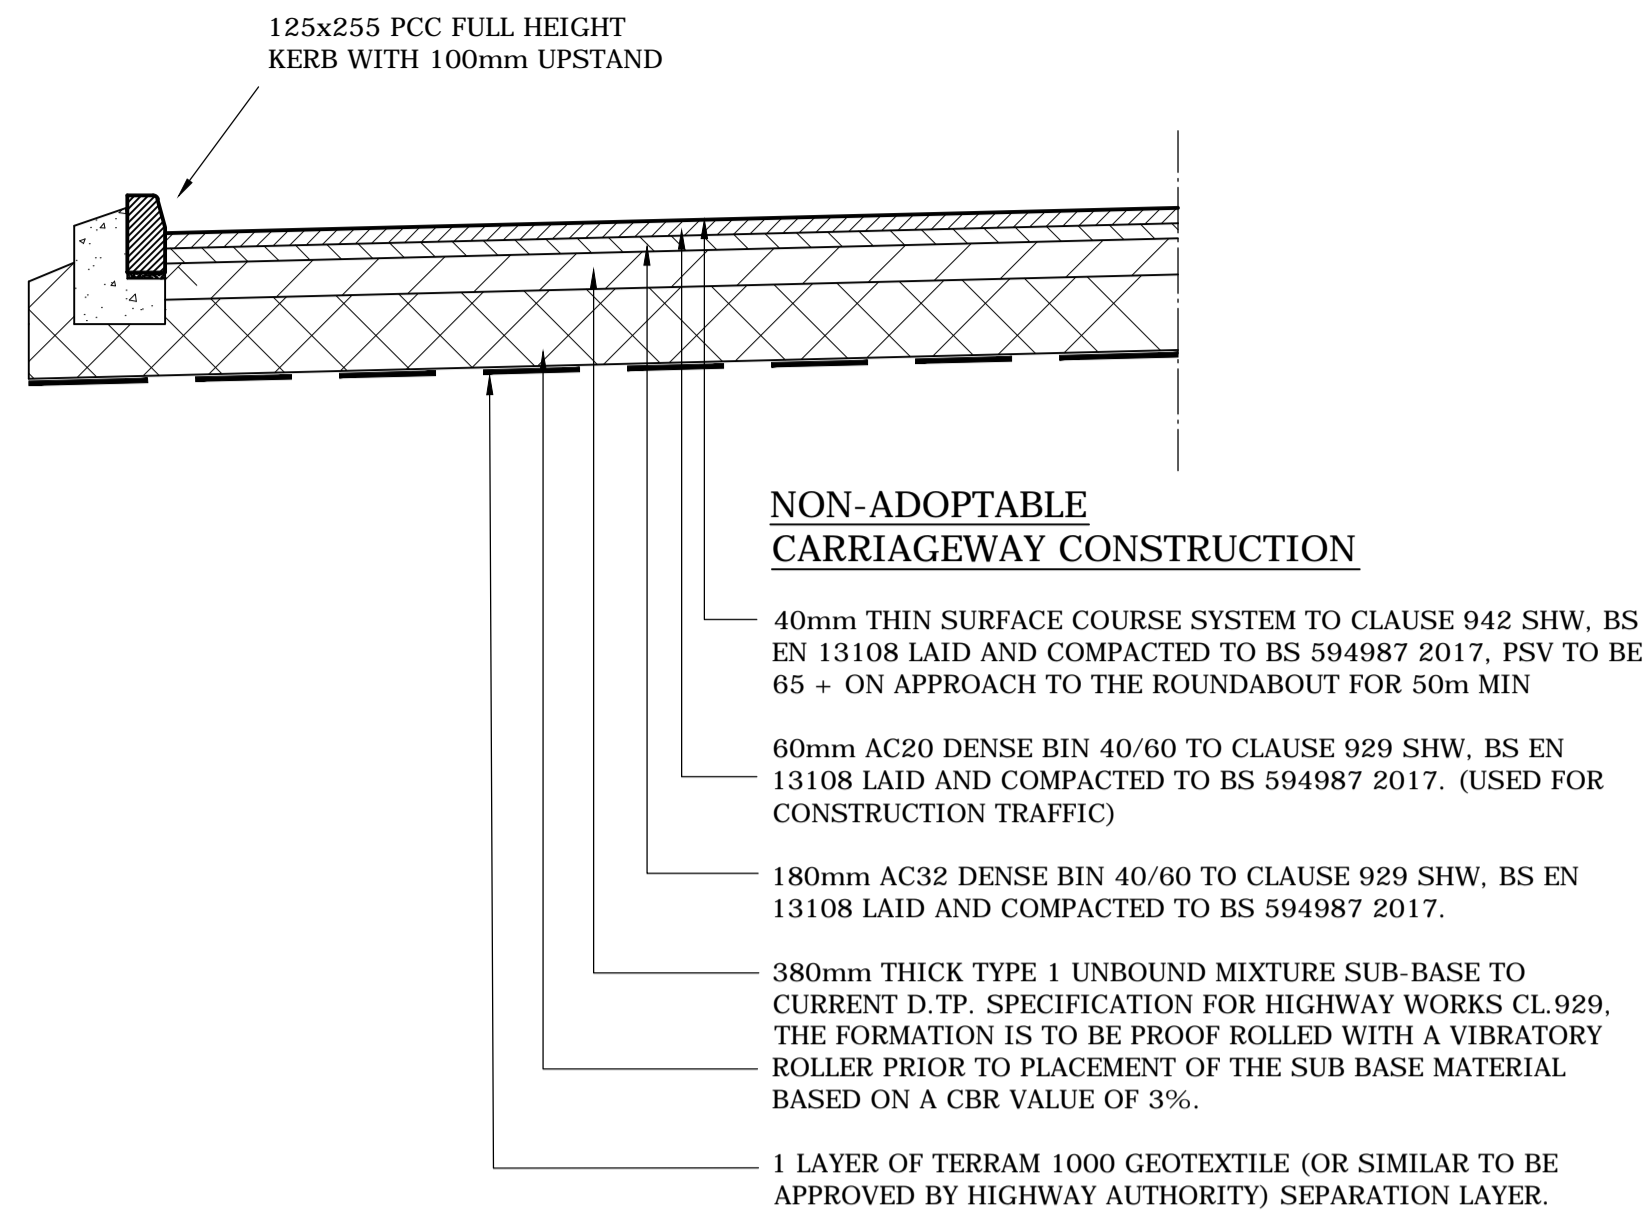 125x255 PCC FULL HEIGHT
KERB WITH 100mm UPSTAND
NON-ADOPTABLE
CARRIAGEWAY CONSTRUCTION
40mm THIN SURFACE COURSE SYSTEM TO CLAUSE 942 SHW, BS
EN 13108 LAID AND COMPACTED TO BS 594987 2017, PSV TO BE
65 + ON APPROACH TO THE ROUNDABOUT FOR 50m MIN
60mm AC20 DENSE BIN 40/60 TO CLAUSE 929 SHW, BS EN
13108 LAID AND COMPACTED TO BS 594987 2017. (USED FOR
CONSTRUCTION TRAFFIC)
180mm AC32 DENSE BIN 40/60 TO CLAUSE 929 SHW, BS EN
13108 LAID AND COMPACTED TO BS 594987 2017.
380mm THICK TYPE 1 UNBOUND MIXTURE SUB-BASE TO
CURRENT D.TP. SPECIFICATION FOR HIGHWAY WORKS CL.929,
THE FORMATION IS TO BE PROOF ROLLED WITH A VIBRATORY
ROLLER PRIOR TO PLACEMENT OF THE SUB BASE MATERIAL
BASED ON A CBR VALUE OF 3%.
1 LAYER OF TERRAM 1000 GEOTEXTILE (OR SIMILAR TO BE
APPROVED BY HIGHWAY AUTHORITY) SEPARATION LAYER.